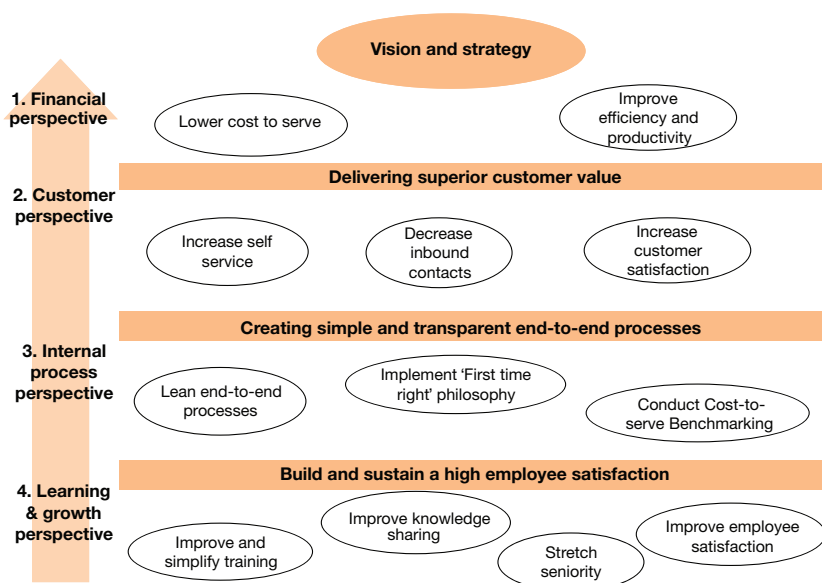 Vision and strategy
1. Financial
perspective
Lower cost to serve
Improve
efficiency and
productivity
Delivering superior customer value
2. Customer
perspective
Increase self
service
Decrease
inbound
contacts
Increase
customer
satisfaction
Creating simple and transparent end-to-end processes
3. Internal
process
perspective
Lean end-to-end
processes
Implement ‘First time
right’ philosophy
Conduct Cost-to-
serve Benchmarking
Build and sustain a high employee satisfaction
4. Learning
& growth
perspective
Improve and
simplify training
Improve knowledge
sharing
Stretch
seniority
Improve employee
satisfaction